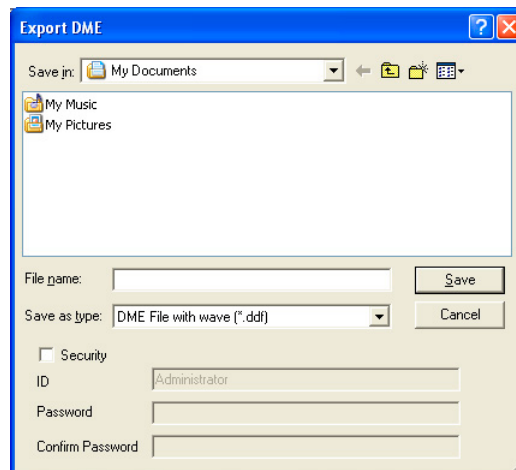 Export DME
Save in: My Documents
My Music
My Pictures
File name: Save
Save as type: DME File with wave (*.ddf) Cancel
Security
ID Administrator
Password
Confirm Password